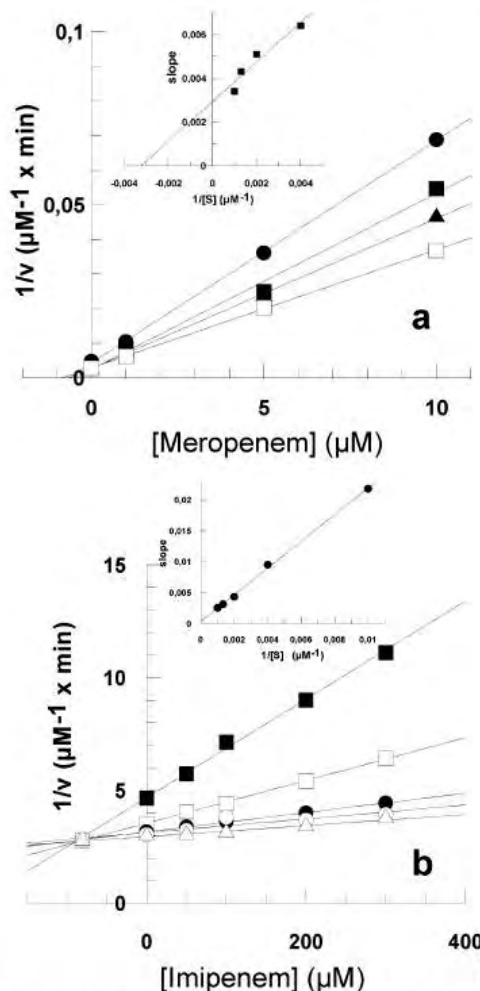 a
0,006
0,004
0,002
0
slope
-0,004 -0,002 0 0,002 0,004
1/[S] (µM⁻¹)
0,1
0,05
0
1/v (µM⁻¹ x min)
a
0 5 10
[Meropenem] (µM)
b
0,02
0,01
0,005
0
slope
0 0,002 0,004 0,006 0,008 0,01
1/[S] (µM⁻¹)
15
10
5
0
1/v (µM⁻¹ x min)
b
0 200 400
[Imipenem] (µM)